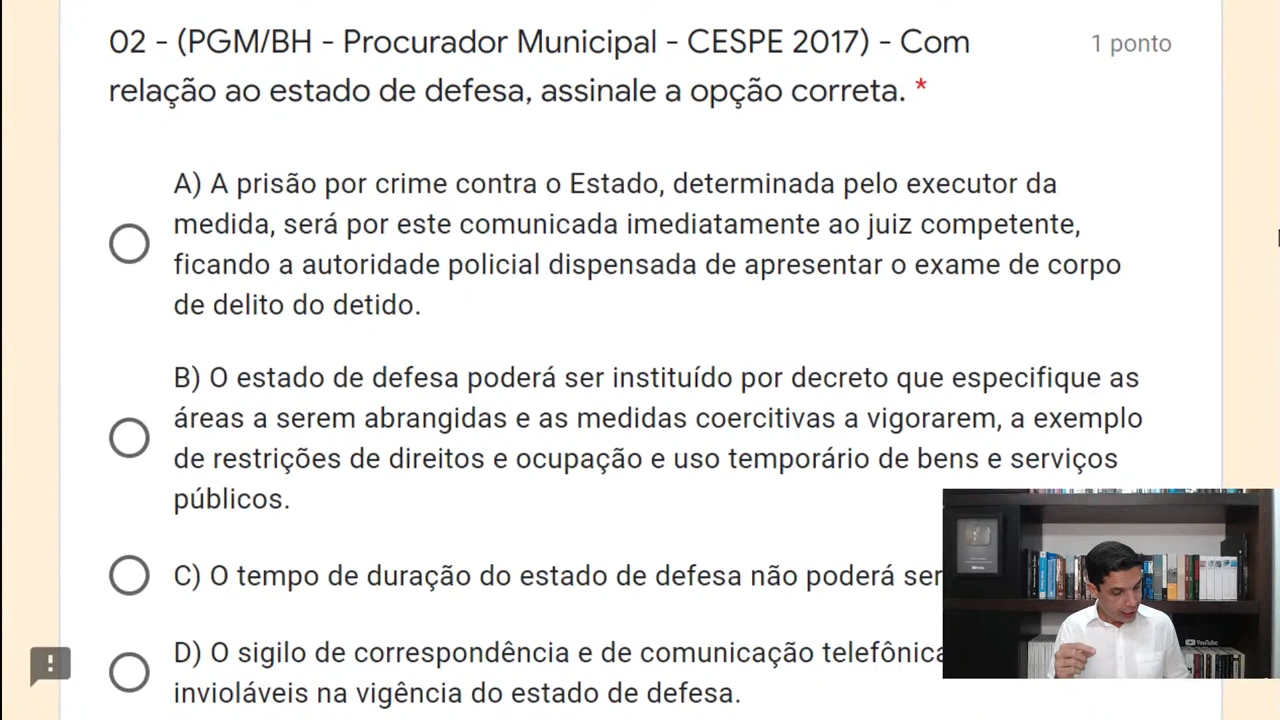 02 - (PGM/BH - Procurador Municipal - CESPE 2017) - Com
1 ponto
relação ao estado de defesa, assinale a opção correta. *
A) A prisão por crime contra o Estado, determinada pelo executor da
medida, será por este comunicada imediatamente ao juiz competente,
ficando a autoridade policial dispensada de apresentar o exame de corpo
de delito do detido.
B) O estado de defesa poderá ser instituído por decreto que especifique as
áreas a serem abrangidas e as medidas coercitivas a vigorarem, a exemplo
de restrições de direitos e ocupação e uso temporário de bens e serviços
públicos.
C) O tempo de duração do estado de defesa não poderá ser
D) O sigilo de correspondência e de comunicação telefônica
invioláveis na vigência do estado de defesa.
YouTube